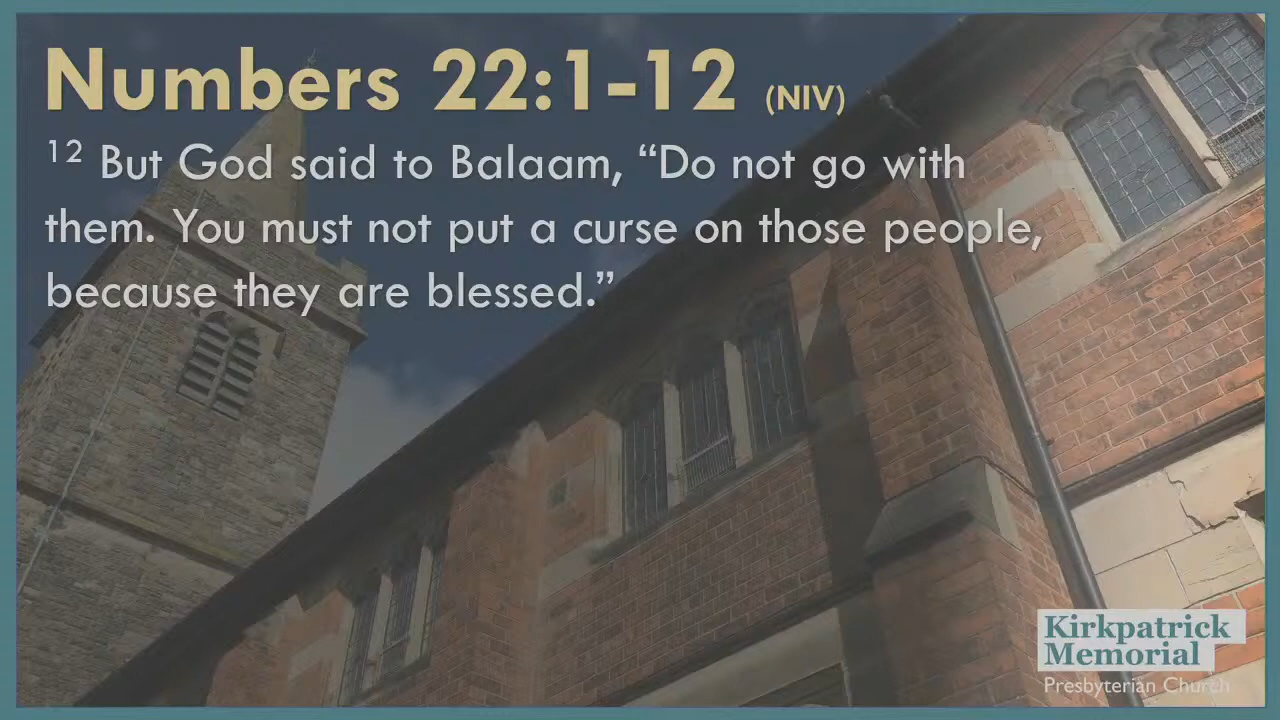 Numbers 22:1-12 (NIV)
12 But God said to Balaam, “Do not go with
them. You must not put a curse on those people,
because they are blessed.”
Kirkpatrick
Memorial
Presbyterian Church